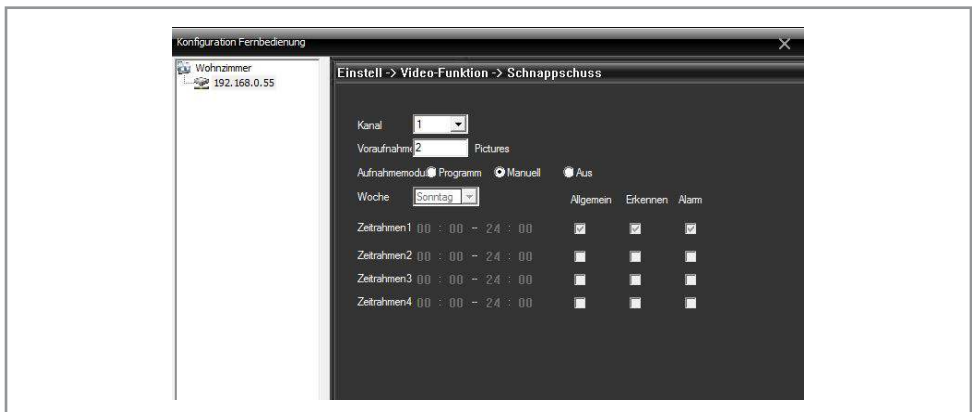 Konfiguration Fernbedienung
Wohnzimmer
192.168.0.55
Einstell -> Video-Funktion -> Schnappschuss
Kanal 1
Voraufnahm 2 Pictures
Aufnahmemodu Programm Manuell Aus
Woche Sonntag Allgemein Erkennen Alarm
Zeitrahmen1 00 : 00 - 24 : 00
Zeitrahmen2 00 : 00 - 24 : 00
Zeitrahmen3 00 : 00 - 24 : 00
Zeitrahmen4 00 : 00 - 24 : 00